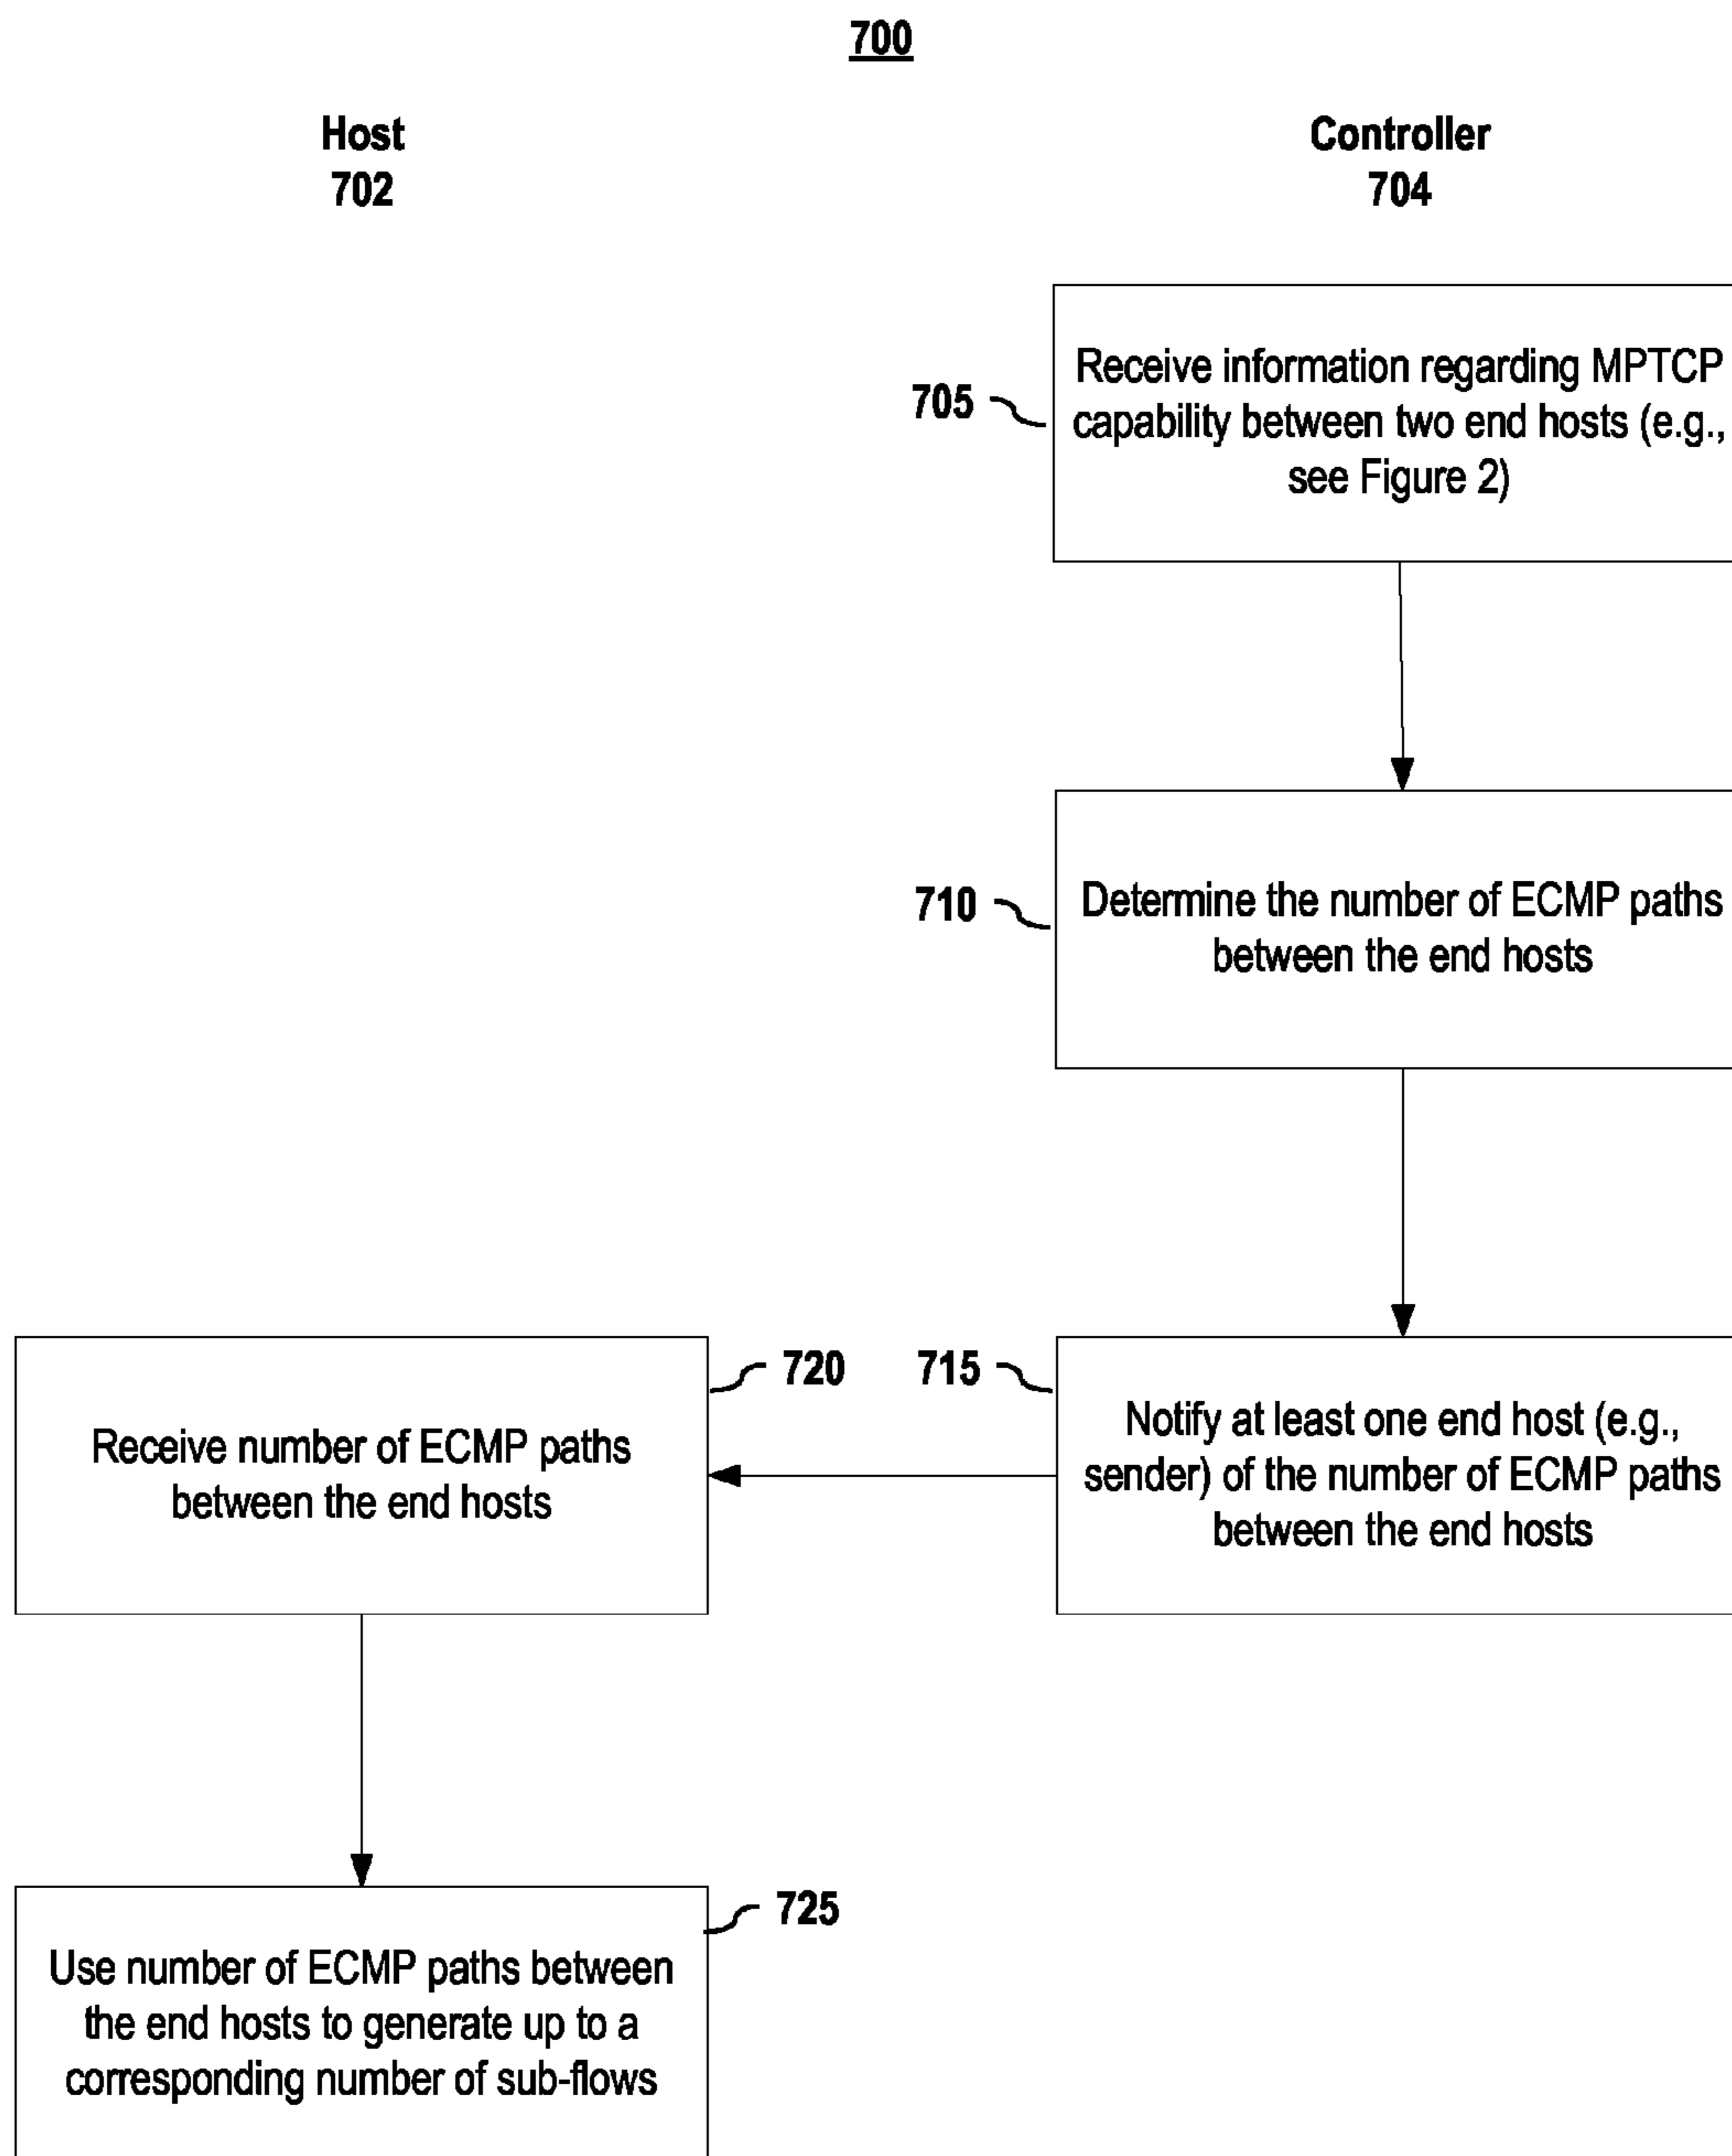 700
Host
702
Controller
704
705
Receive information regarding MPTCP
capability between two end hosts (e.g.,
see Figure 2)
710
Determine the number of ECMP paths
between the end hosts
720
715
Receive number of ECMP paths
between the end hosts
Notify at least one end host (e.g.,
sender) of the number of ECMP paths
between the end hosts
725
Use number of ECMP paths between
the end hosts to generate up to a
corresponding number of sub-flows